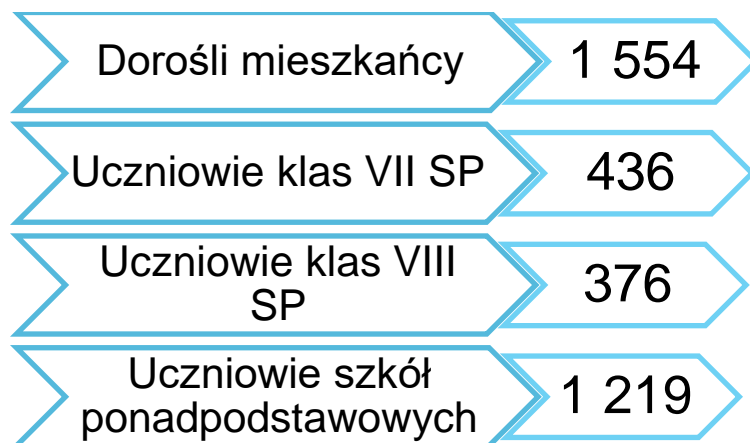 Dorośli mieszkańcy
1 554
Uczniowie klas VII SP
436
Uczniowie klas VIII
SP
376
Uczniowie szkół
ponadpodstawowych
1 219